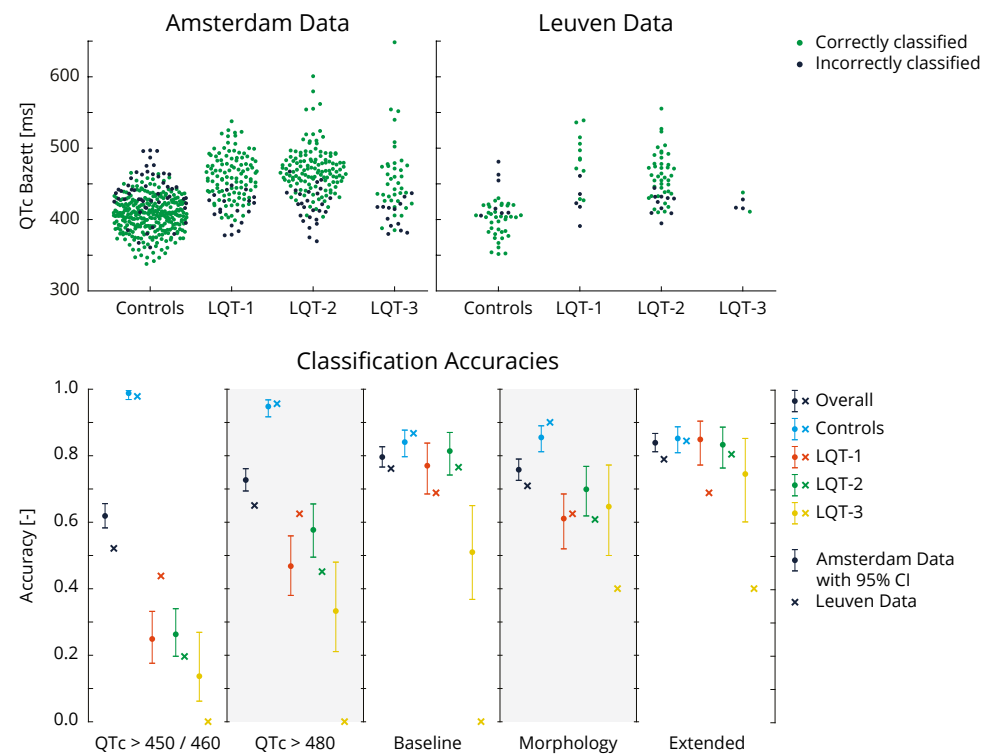 Amsterdam Data
Leuven Data
Correctly classified
Incorrectly classified
QTc Bazett [ms]
600
500
400
300
Controls
LQT-1
LQT-2
LQT-3
Controls
LQT-1
LQT-2
LQT-3
Classification Accuracies
Accuracy [-]
1.0
0.8
0.6
0.4
0.2
0.0
QTc > 450 / 460
QTc > 480
Baseline
Morphology
Extended
Overall
Controls
LQT-1
LQT-2
LQT-3
Amsterdam Data
with 95% CI
Leuven Data